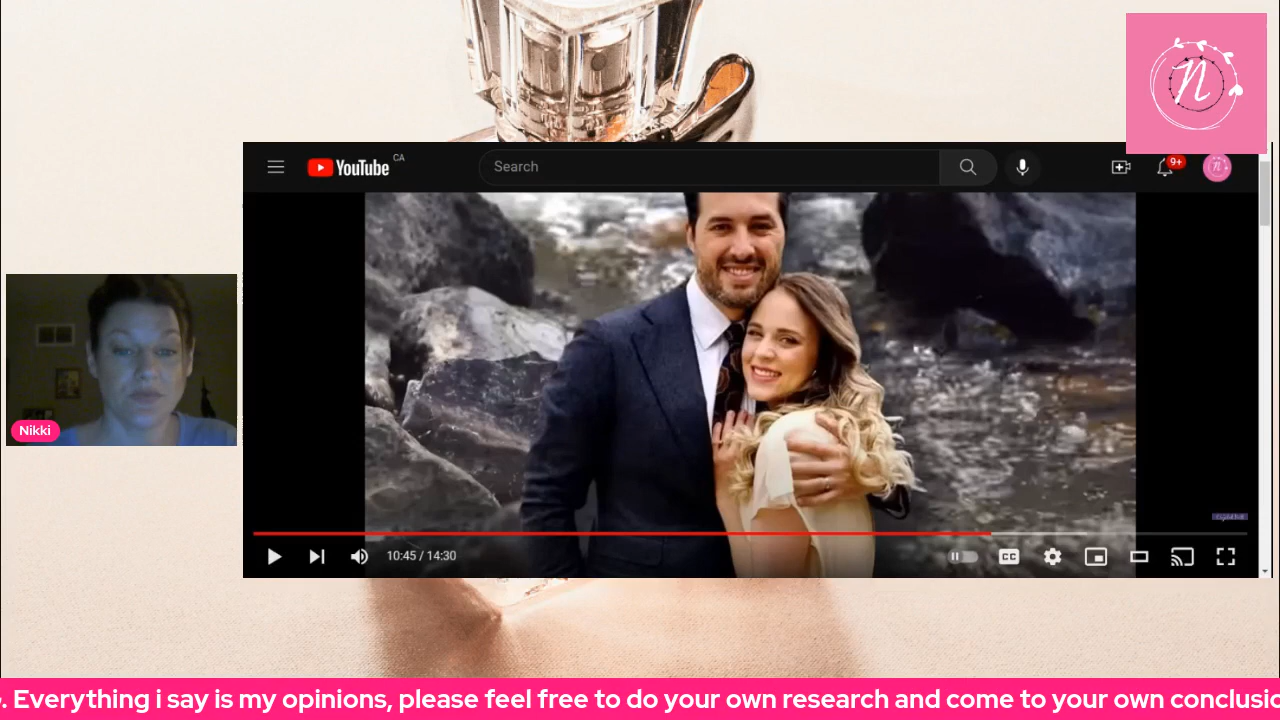 N
CA
YouTube
Search
9+
n
Nikki
10:45 / 14:30
CC
. Everything i say is my opinions, please feel free to do your own research and come to your own conclusio